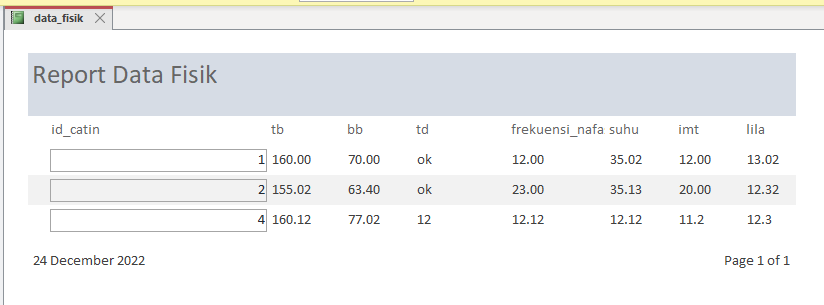 data_fisik
Report Data Fisik
id_catin tb bb td frekuensi_nafa suhu imt lila
1 160.00 70.00 ok 12.00 35.02 12.00 13.02
2 155.02 63.40 ok 23.00 35.13 20.00 12.32
4 160.12 77.02 12 12.12 12.12 11.2 12.3
24 December 2022 Page 1 of 1